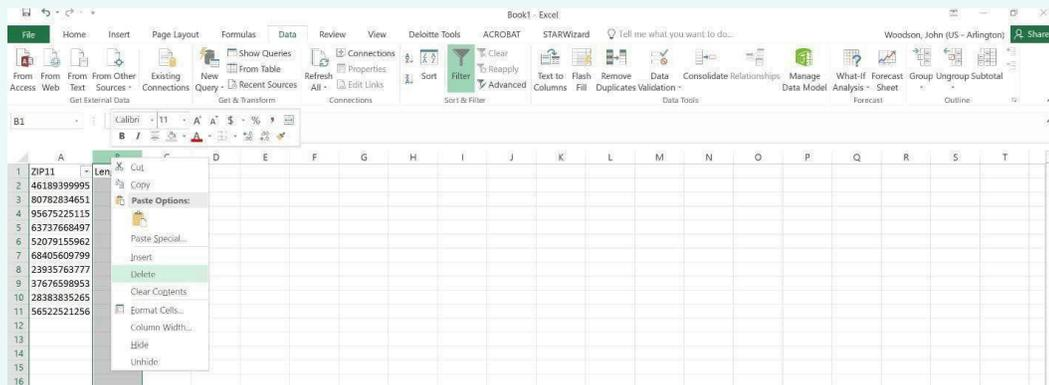 Book1 - Excel
File Home Insert Page Layout Formulas Data Review View Deloitte Tools ACROBAT STARWizard Tell me what you want to do... Woodson, John (US - Arlington) Share
From Access
From Web
From Text
From Other Sources
Existing Connections
New Query
Show Queries
From Table
Recent Sources
Refresh All
Connections
Properties
Edit Links
Sort
Filter
Clear
Reapply
Advanced
Text to Columns
Flash Fill
Remove Duplicates
Data Validation
Consolidate
Relationships
Manage Data Model
What-If Analysis
Forecast Sheet
Group
Ungroup
Subtotal
Get External Data Get & Transform Connections Sort & Filter Data Tools Forecast Outline
B1
Calibri 11 A A $ % ,
B I A
A B C D E F G H I J K L M N O P Q R S T
1 ZIP11 Len
2 46189399995
3 80782834651
4 95675225115
5 63737668497
6 52079155962
7 68405609799
8 23935763777
9 37676598953
10 28383835265
11 56522521256
12
13
14
15
16
Cut
Copy
Paste Options:
Paste Special...
Insert
Delete
Clear Contents
Format Cells...
Column Width...
Hide
Unhide